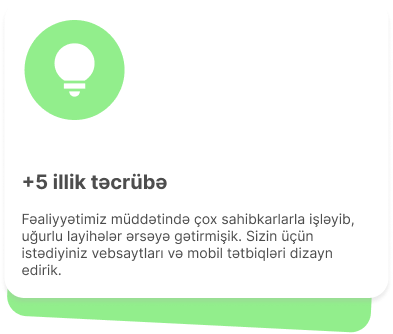 +5 illik təcrübə
Fəaliyyətimiz müddətində çox sahibkarlarla işləyib,
uğurlu layihələr ərsəyə gətirmişik. Sizin üçün
istədiyiniz vebsaytları və mobil tətbiqləri dizayn
edirik.